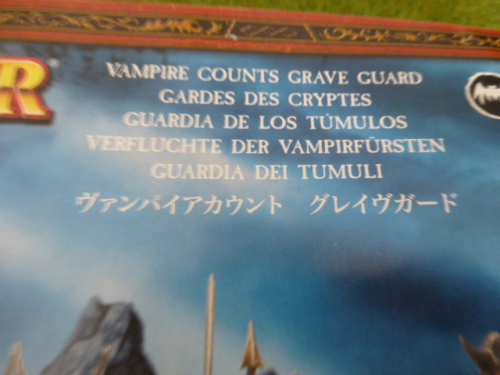 VAMPIRE COUNTS GRAVE GUARD
GARDES DES CRYPTES
GUARDIA DE LOS TÚMULOS
VERFLUCHTE DER VAMPIRFÜRSTEN
GUARDIA DEI TUMULI
ヴァンパイアカウント グレイヴガード